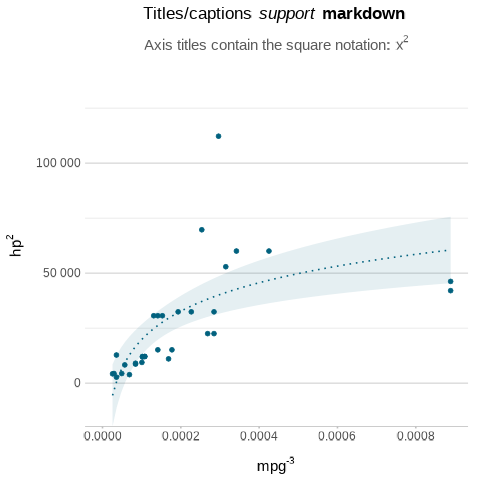 Titles/captions support markdown
Axis titles contain the square notation: x²
hp²
100 000
50 000
0
0.0000 0.0002 0.0004 0.0006 0.0008
mpg⁻³